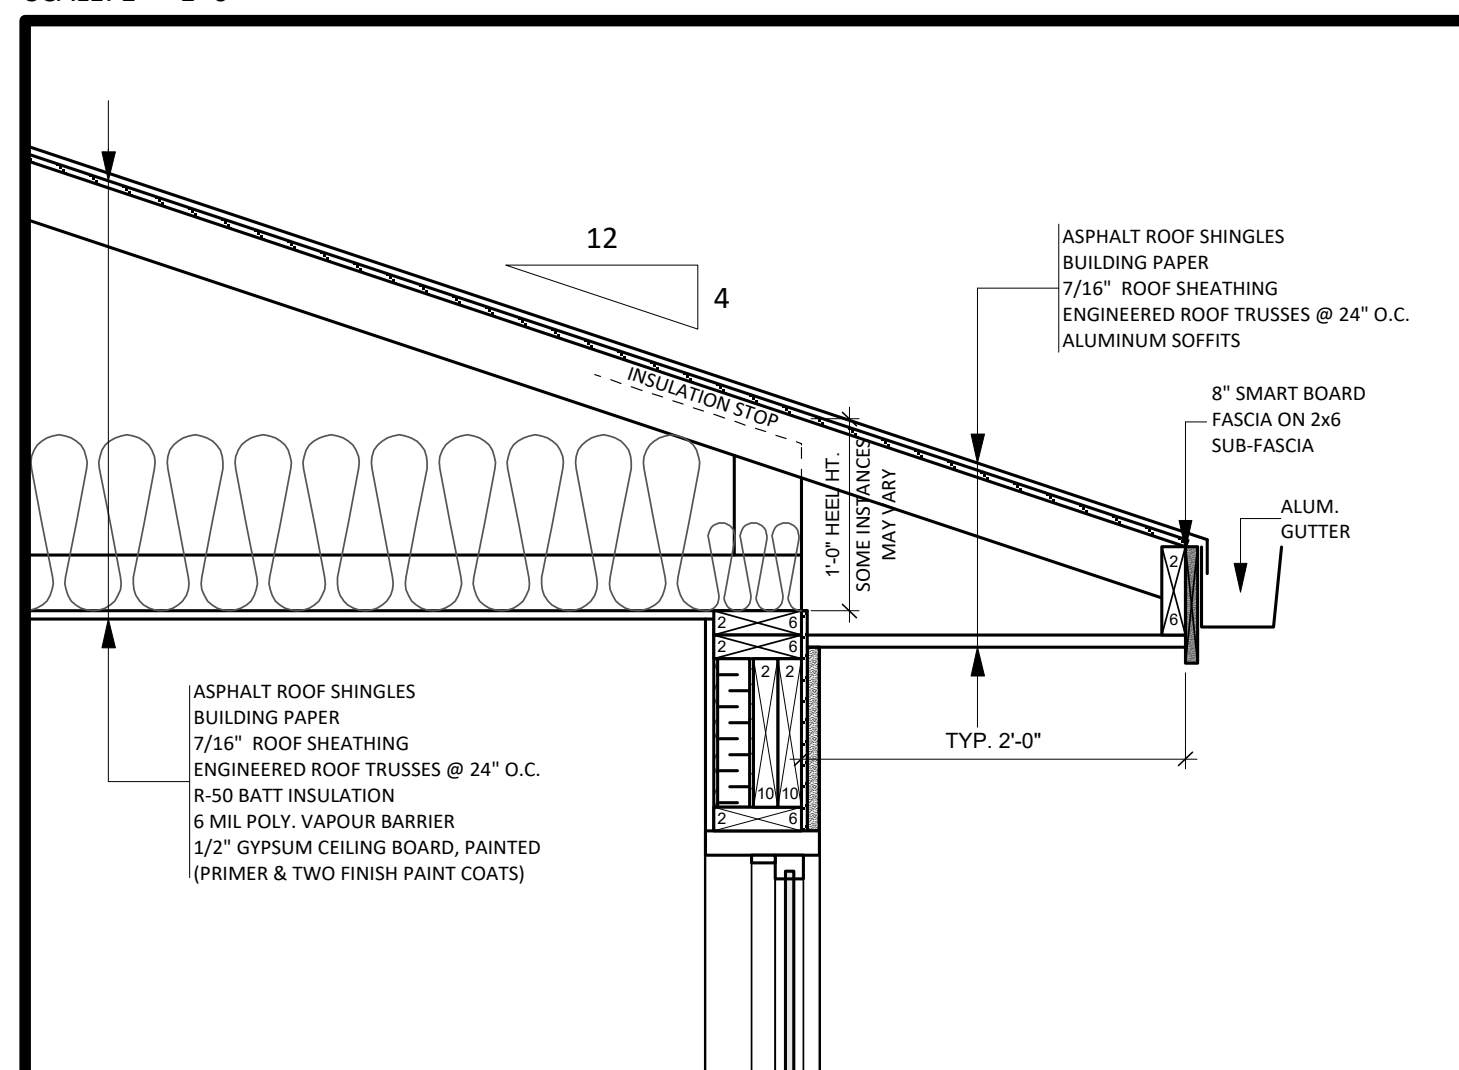 12
4
ASPHALT ROOF SHINGLES
BUILDING PAPER
7/16" ROOF SHEATHING
ENGINEERED ROOF TRUSSES @ 24" O.C.
ALUMINUM SOFFITS
INSULATION STOP
8" SMART BOARD
FASCIA ON 2x6
SUB-FASCIA
ALUM.
GUTTER
1'-0" HEEL HT.
SOME INSTANCES
MAY VARY
2
6
2 6
2 6
2 2
10 10
2 6
TYP. 2'-0"
ASPHALT ROOF SHINGLES
BUILDING PAPER
7/16" ROOF SHEATHING
ENGINEERED ROOF TRUSSES @ 24" O.C.
R-50 BATT INSULATION
6 MIL POLY. VAPOUR BARRIER
1/2" GYPSUM CEILING BOARD, PAINTED
(PRIMER & TWO FINISH PAINT COATS)